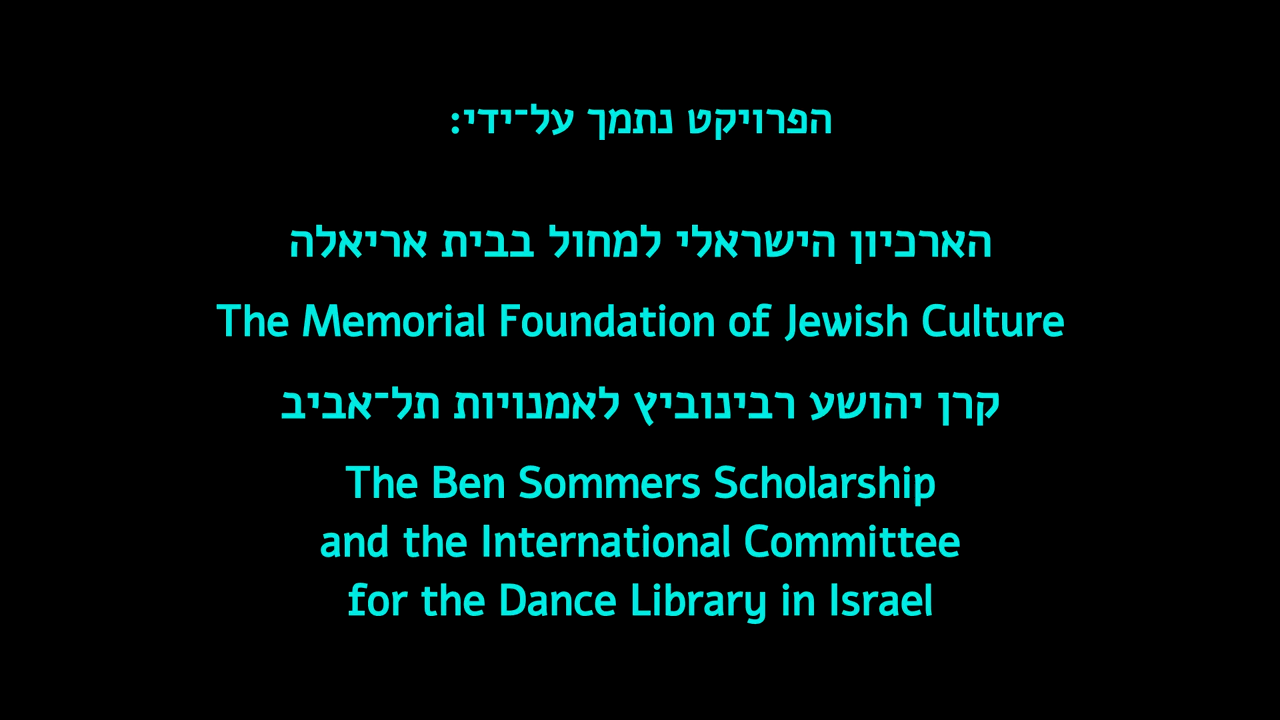 הפרויקט נתמך על־ידי:
הארכיון הישראלי למחול בבית אריאלה
The Memorial Foundation of Jewish Culture
קרן יהושע רבינוביץ לאמנויות תל־אביב
The Ben Sommers Scholarship
and the International Committee
for the Dance Library in Israel